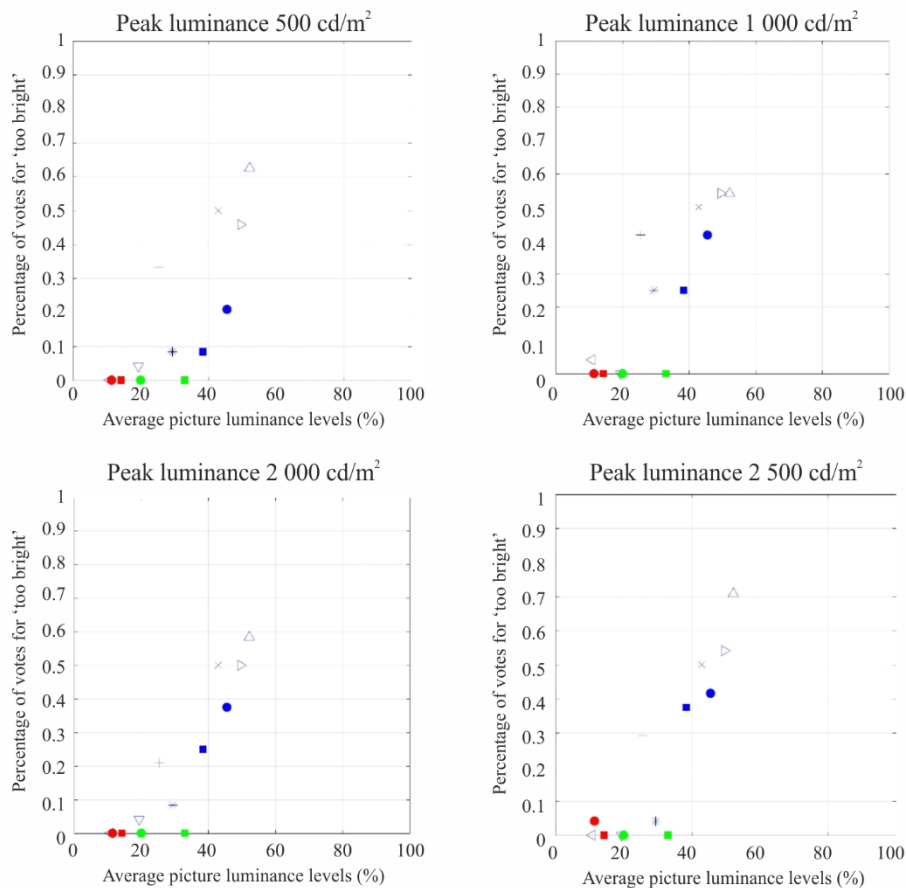 Peak luminance 500 cd/m²
Percentage of votes for ‘too bright’
1
0.9
0.8
0.7
0.6
0.5
0.4
0.3
0.2
0.1
0
0 20 40 60 80 100
Average picture luminance levels (%)
Peak luminance 1 000 cd/m²
Percentage of votes for ‘too bright’
1
0.9
0.8
0.7
0.6
0.5
0.4
0.3
0.2
0.1
0
0 20 40 60 80 100
Average picture luminance levels (%)
Peak luminance 2 000 cd/m²
Percentage of votes for ‘too bright’
1
0.9
0.8
0.7
0.6
0.5
0.4
0.3
0.2
0.1
0
0 20 40 60 80 100
Average picture luminance levels (%)
Peak luminance 2 500 cd/m²
Percentage of votes for ‘too bright’
1
0.9
0.8
0.7
0.6
0.5
0.4
0.3
0.2
0.1
0
0 20 40 60 80 100
Average picture luminance levels (%)